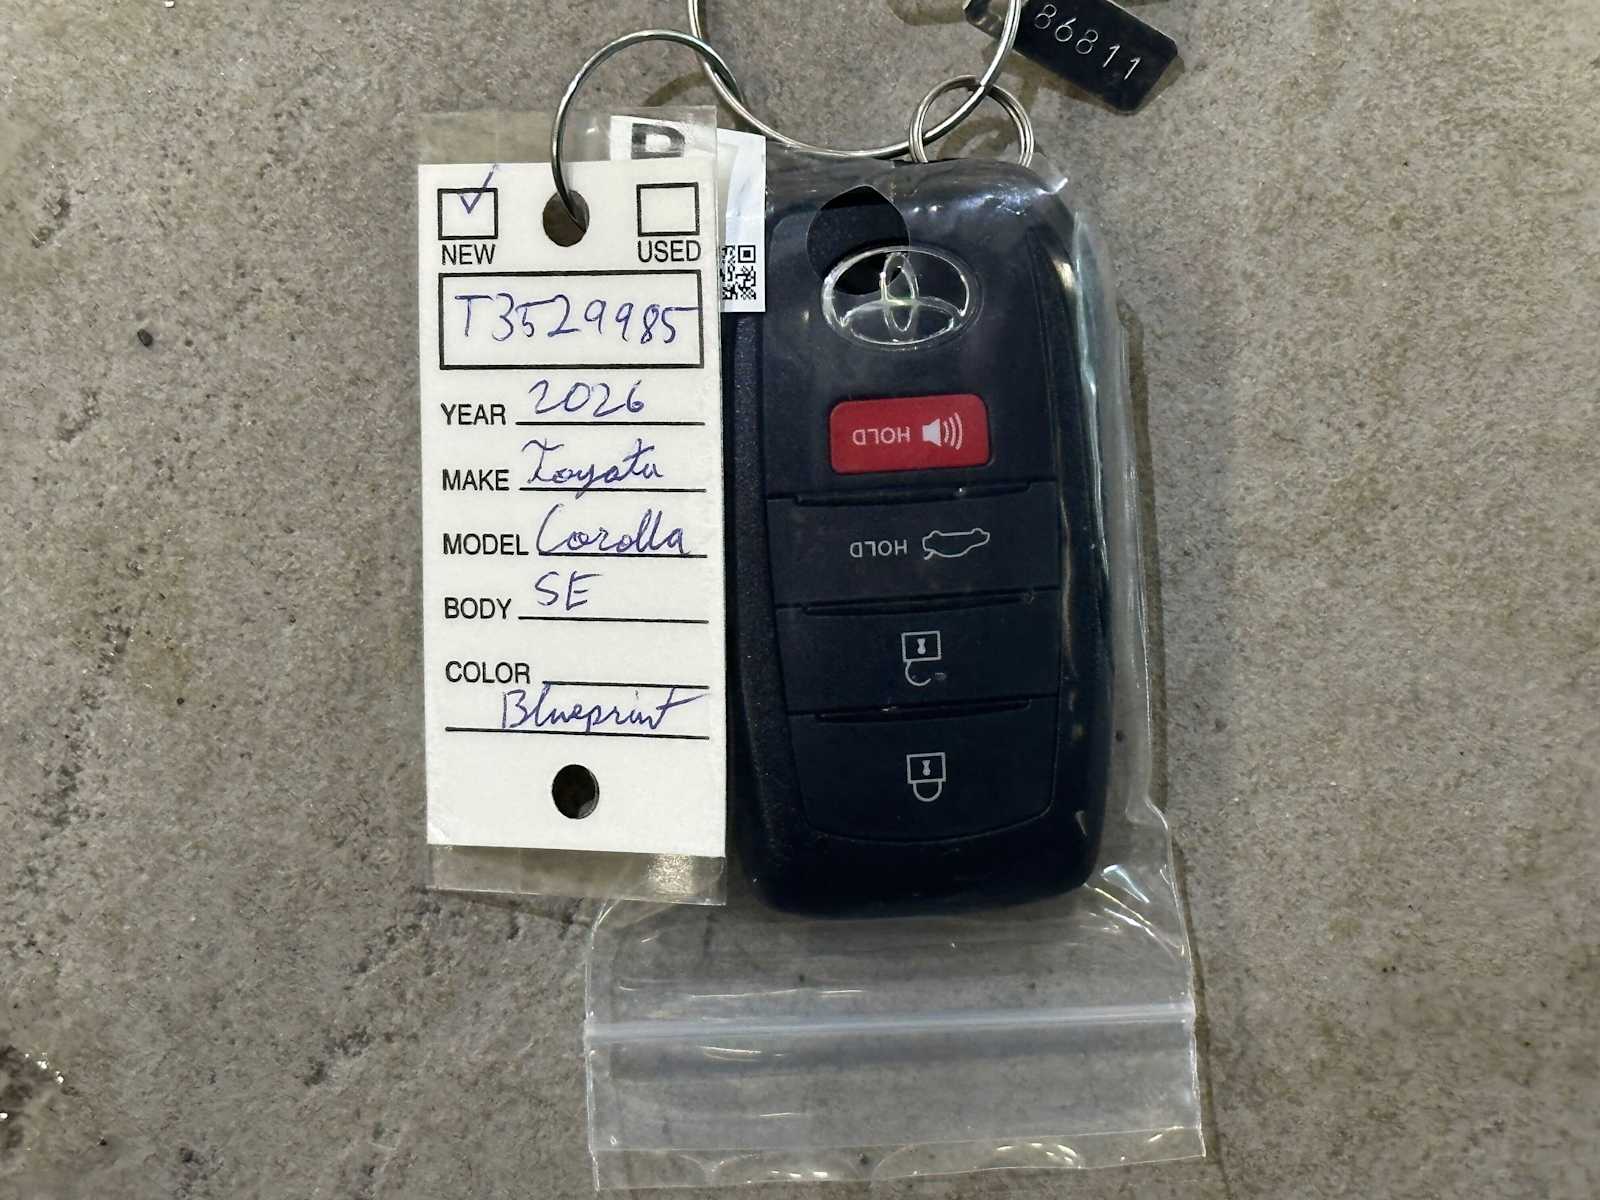 86811
NEW
USED
T3529985
YEAR 2026
MAKE Toyota
MODEL Corolla
BODY SE
COLOR
Blueprint
HOLD
HOLD